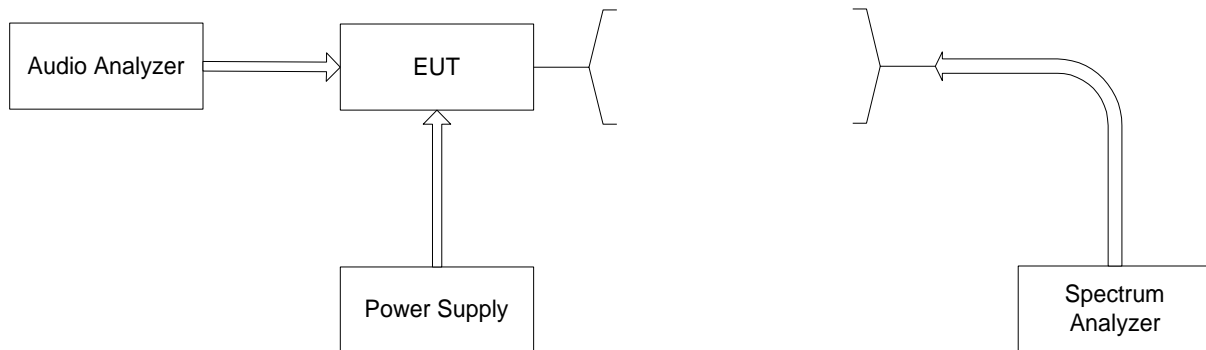 Audio Analyzer
EUT
Power Supply
Spectrum
Analyzer